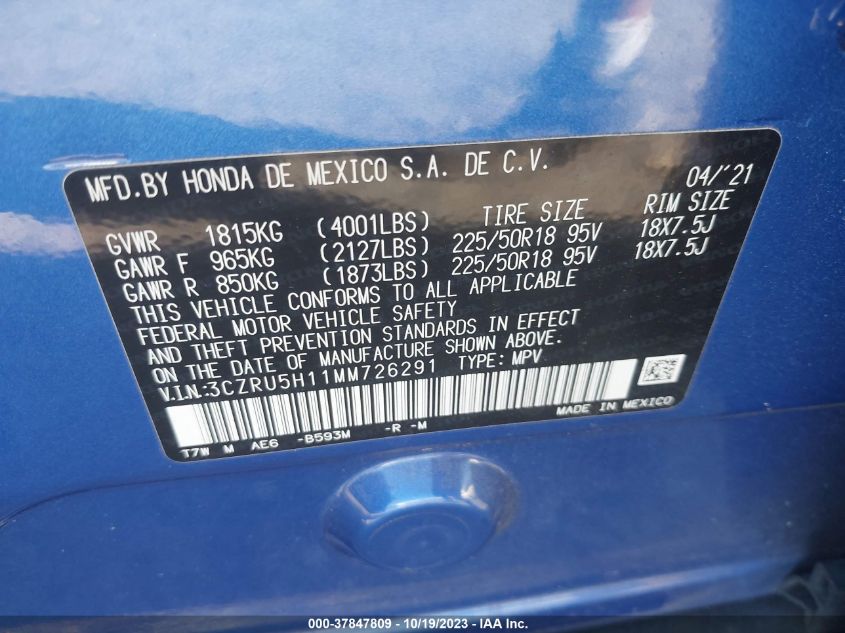 MFD.BY HONDA DE MEXICO S.A. DE C.V. 04/'21
TIRE SIZE RIM SIZE
GVWR 1815KG (4001LBS)
GAWR F 965KG (2127LBS) 225/50R18 95V 18X7.5J
GAWR R 850KG (1873LBS) 225/50R18 95V 18X7.5J
THIS VEHICLE CONFORMS TO ALL APPLICABLE
FEDERAL MOTOR VEHICLE SAFETY
AND THEFT PREVENTION STANDARDS IN EFFECT
ON THE DATE OF MANUFACTURE SHOWN ABOVE.
V.I.N.:3CZRU5H11MM726291 TYPE: MPV
MADE IN MEXICO
T7W M AE6 -B593M -R -M
000-37847809 - 10/19/2023 - IAA Inc.